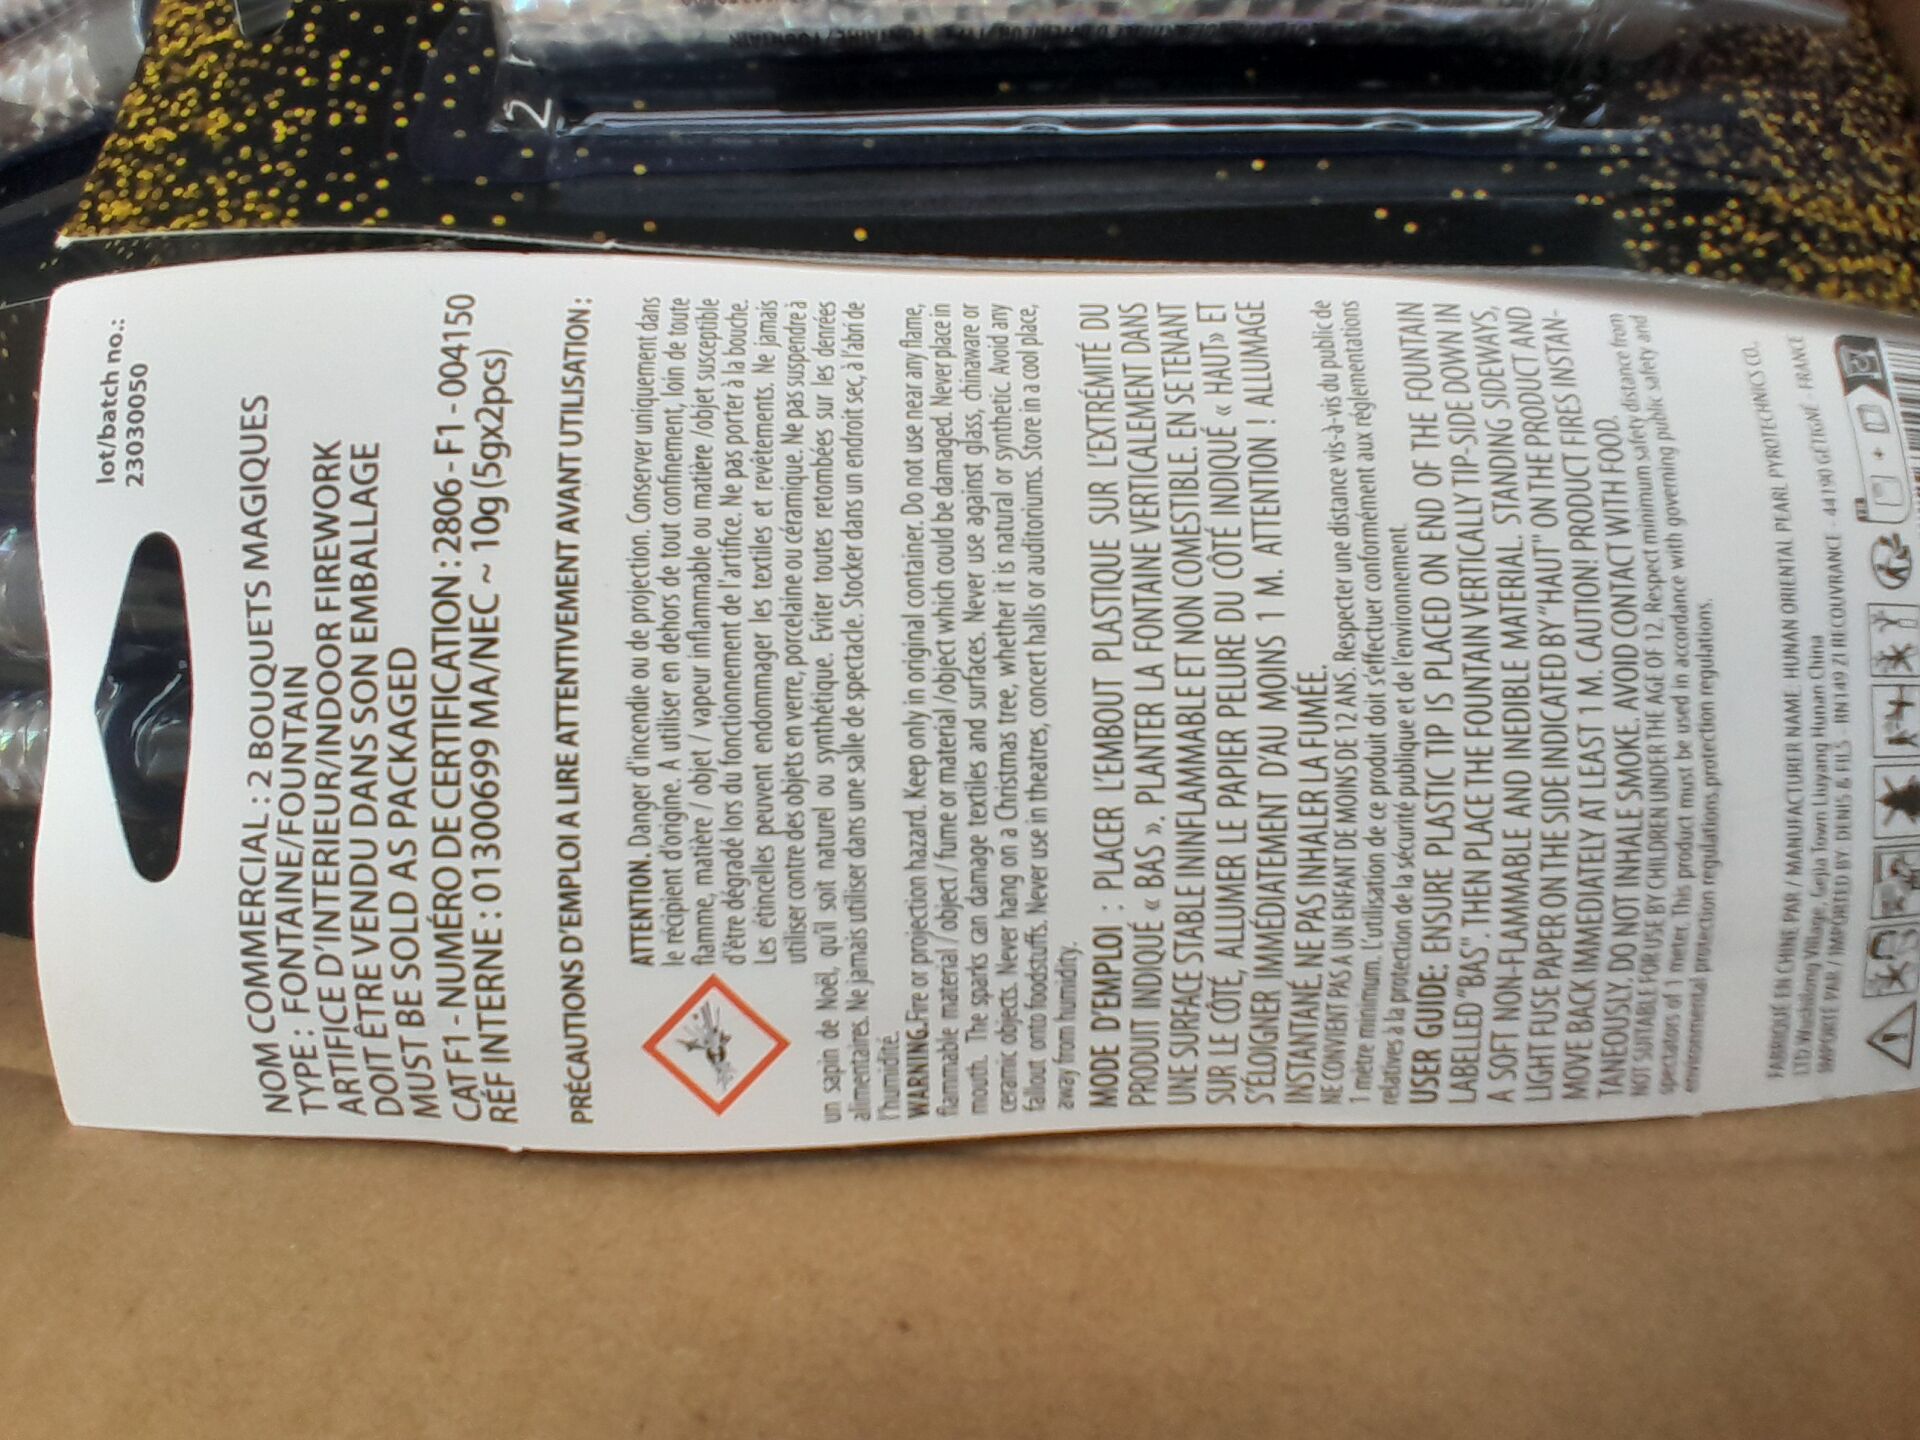 lot/batch no.:
23030050
NOM COMMERCIAL : 2 BOUQUETS MAGIQUES
TYPE : FONTAINE/FOUNTAIN
ARTIFICE D'INTERIEUR/INDOOR FIREWORK
DOIT ÊTRE VENDU DANS SON EMBALLAGE
MUST BE SOLD AS PACKAGED
CAT F1 - NUMÉRO DE CERTIFICATION : 2806 - F1 - 004150
RÉF INTERNE : 01300699 MA/NEC ~ 10g (5gx2pcs)
PRÉCAUTIONS D'EMPLOI A LIRE ATTENTIVEMENT AVANT UTILISATION :
ATTENTION. Danger d'incendie ou de projection. Conserver uniquement dans
le récipient d'origine. A utiliser en dehors de tout confinement, loin de toute
flamme, matière / objet / vapeur inflammable ou matière /objet susceptible
d'être dégradé lors du fonctionnement de l'artifice. Ne pas porter à la bouche.
Les étincelles peuvent endommager les textiles et revêtements. Ne jamais
utiliser contre des objets en verre, porcelaine ou céramique. Ne pas suspendre à
un sapin de Noël, qu'il soit naturel ou synthétique. Eviter toutes retombées sur les denrées
alimentaires. Ne jamais utiliser dans une salle de spectacle. Stocker dans un endroit sec, à l'abri de
l'humidité.
WARNING. Fire or projection hazard. Keep only in original container. Do not use near any flame,
flammable material / object / fume or material / object which could be damaged. Never place in
mouth. The sparks can damage textiles and surfaces. Never use against glass, chinaware or
ceramic objects. Never hang on a Christmas tree, whether it is natural or synthetic. Avoid any
fallout onto foodstuffs. Never use in theatres, concert halls or auditoriums. Store in a cool place,
away from humidity.
MODE D'EMPLOI : PLACER L'EMBOUT PLASTIQUE SUR L'EXTRÉMITÉ DU
PRODUIT INDIQUÉ « BAS ». PLANTER LA FONTAINE VERTICALEMENT DANS
UNE SURFACE STABLE ININFLAMMABLE ET NON COMESTIBLE. EN SE TENANT
SUR LE CÔTÉ, ALLUMER LE PAPIER PELURE DU CÔTÉ INDIQUÉ « HAUT» ET
S'ÉLOIGNER IMMÉDIATEMENT D'AU MOINS 1 M. ATTENTION ! ALLUMAGE
INSTANTANÉ. NE PAS INHALER LA FUMÉE.
NE CONVIENT PAS A UN ENFANT DE MOINS DE 12 ANS. Respecter une distance vis-à-vis du public de
1 mètre minimum. L'utilisation de ce produit doit s'effectuer conformément aux réglementations
relatives à la protection de la sécurité publique et de l'environnement.
USER GUIDE: ENSURE PLASTIC TIP IS PLACED ON END OF THE FOUNTAIN
LABELLED "BAS". THEN PLACE THE FOUNTAIN VERTICALLY TIP-SIDE DOWN IN
A SOFT NON-FLAMMABLE AND INEDIBLE MATERIAL. STANDING SIDEWAYS,
LIGHT FUSE PAPER ON THE SIDE INDICATED BY "HAUT" ON THE PRODUCT AND
MOVE BACK IMMEDIATELY AT LEAST 1 M. CAUTION! PRODUCT FIRES INSTAN-
TANEOUSLY, DO NOT INHALE SMOKE. AVOID CONTACT WITH FOOD.
NOT SUITABLE FOR USE BY CHILDREN UNDER THE AGE OF 12. Respect minimum safety distance from
spectators of 1 meter. This product must be used in accordance with governing public safety and
environmental protection regulations.protection regulations.
FABRIQUÉ EN CHINE PAR / MANUFACTURER NAME: HUNAN ORIENTAL PEARL PYROTECHNICS CO.,
LTD Village, Town Liuyang Hunan China
IMPORTÉ PAR / IMPORTED BY: DENIS & FILS - RN149 ZI RECOUVRANCE - 44190 GETIGNE - FRANCE
2